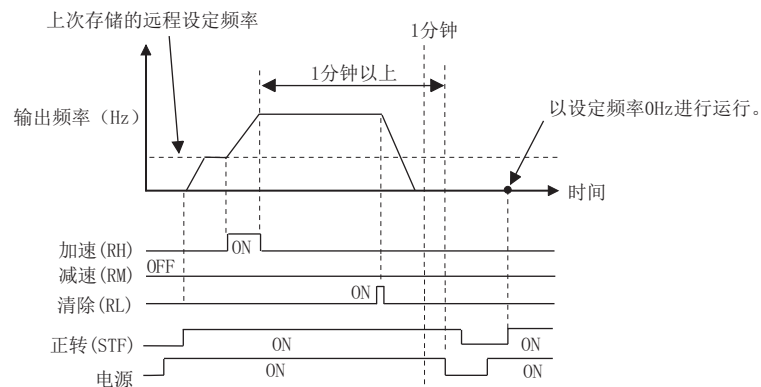 上次存储的远程设定频率
1分钟
1分钟以上
以设定频率0Hz进行运行。
输出频率（Hz）
时间
加速(RH)
ON
减速(RM)
OFF
清除(RL)
ON
正转(STF)
ON
ON
电源
ON
ON